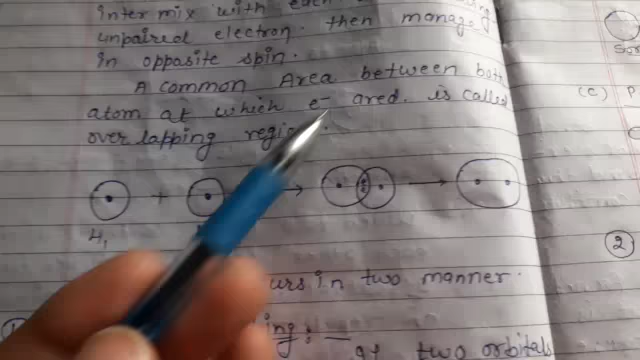 inter mix with each
unpaired electron. then manage
in opposite spin.
A common Area between both
atom at which e⁻ ared. is called
over lapping region.
+
H,
urs in two manner.
ing: —
of two orbitals
(c) P
2